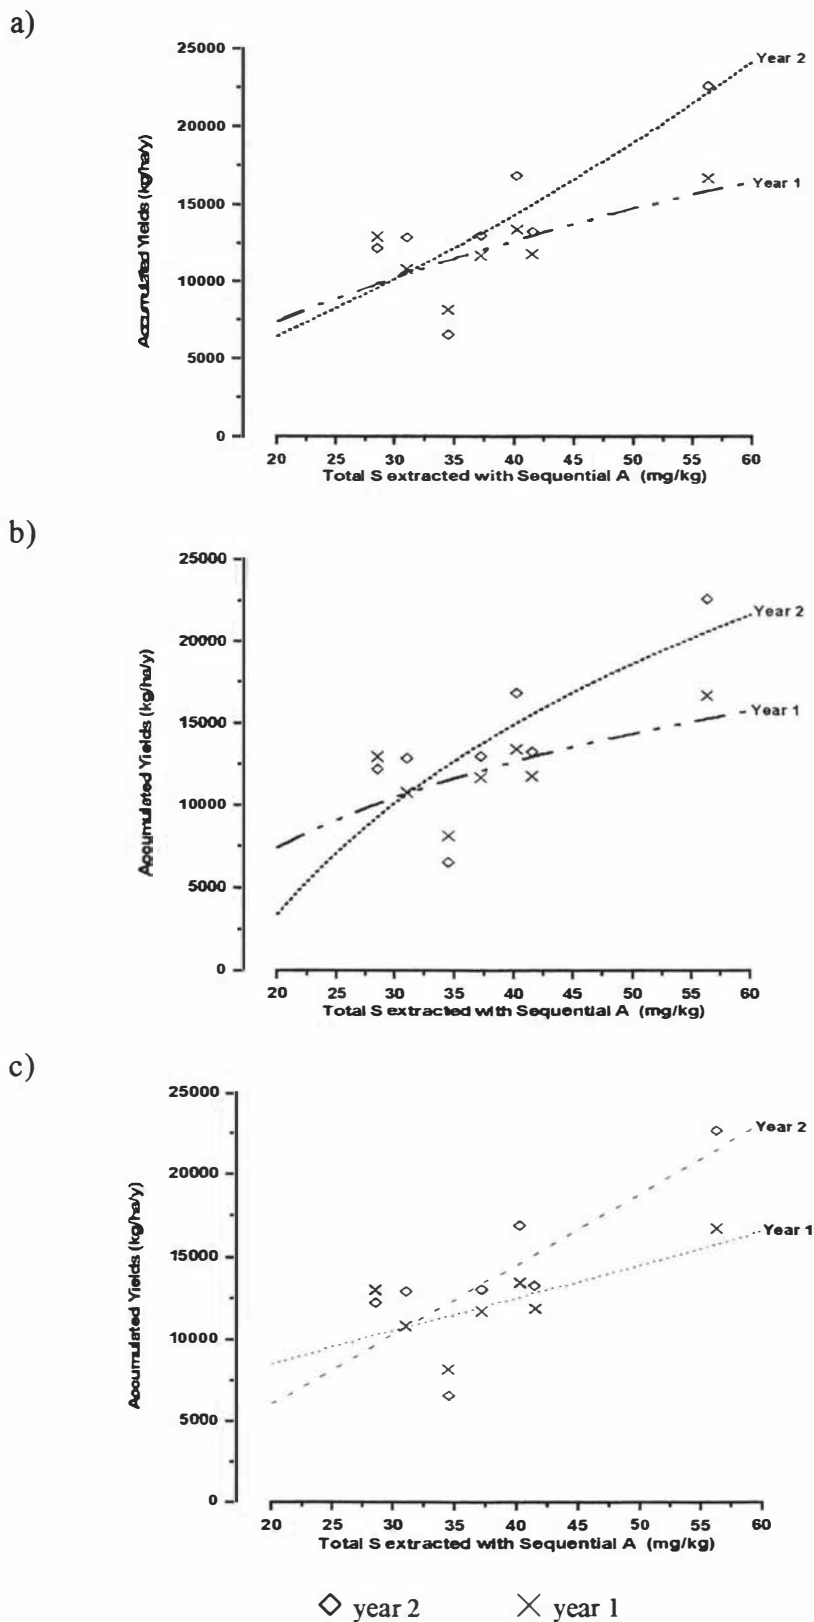 a)
25000
Year 2
20000
Year 1
15000
10000
5000
0
Accumulated Yields (kg/ha/y)
20 25 30 35 40 45 50 55 60
Total S extracted with Sequential A (mg/kg)
b)
25000
Year 2
20000
Year 1
15000
10000
5000
0
Accumulated Yields (kg/ha/y)
20 25 30 35 40 45 50 55 60
Total S extracted with Sequential A (mg/kg)
c)
25000
Year 2
20000
Year 1
15000
10000
5000
0
Accumulated Yields (kg/ha/y)
20 25 30 35 40 45 50 55 60
Total S extracted with Sequential A (mg/kg)
year 2 year 1